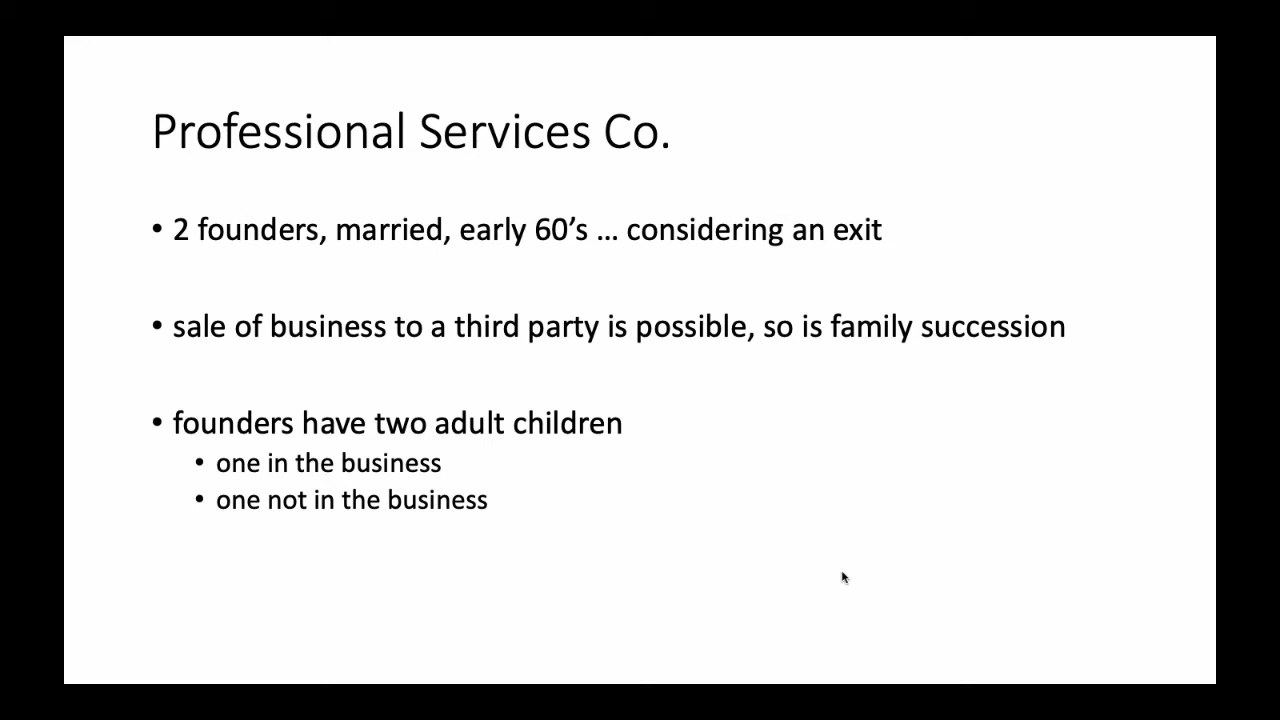 Professional Services Co.
• 2 founders, married, early 60’s … considering an exit
• sale of business to a third party is possible, so is family succession
• founders have two adult children
• one in the business
• one not in the business